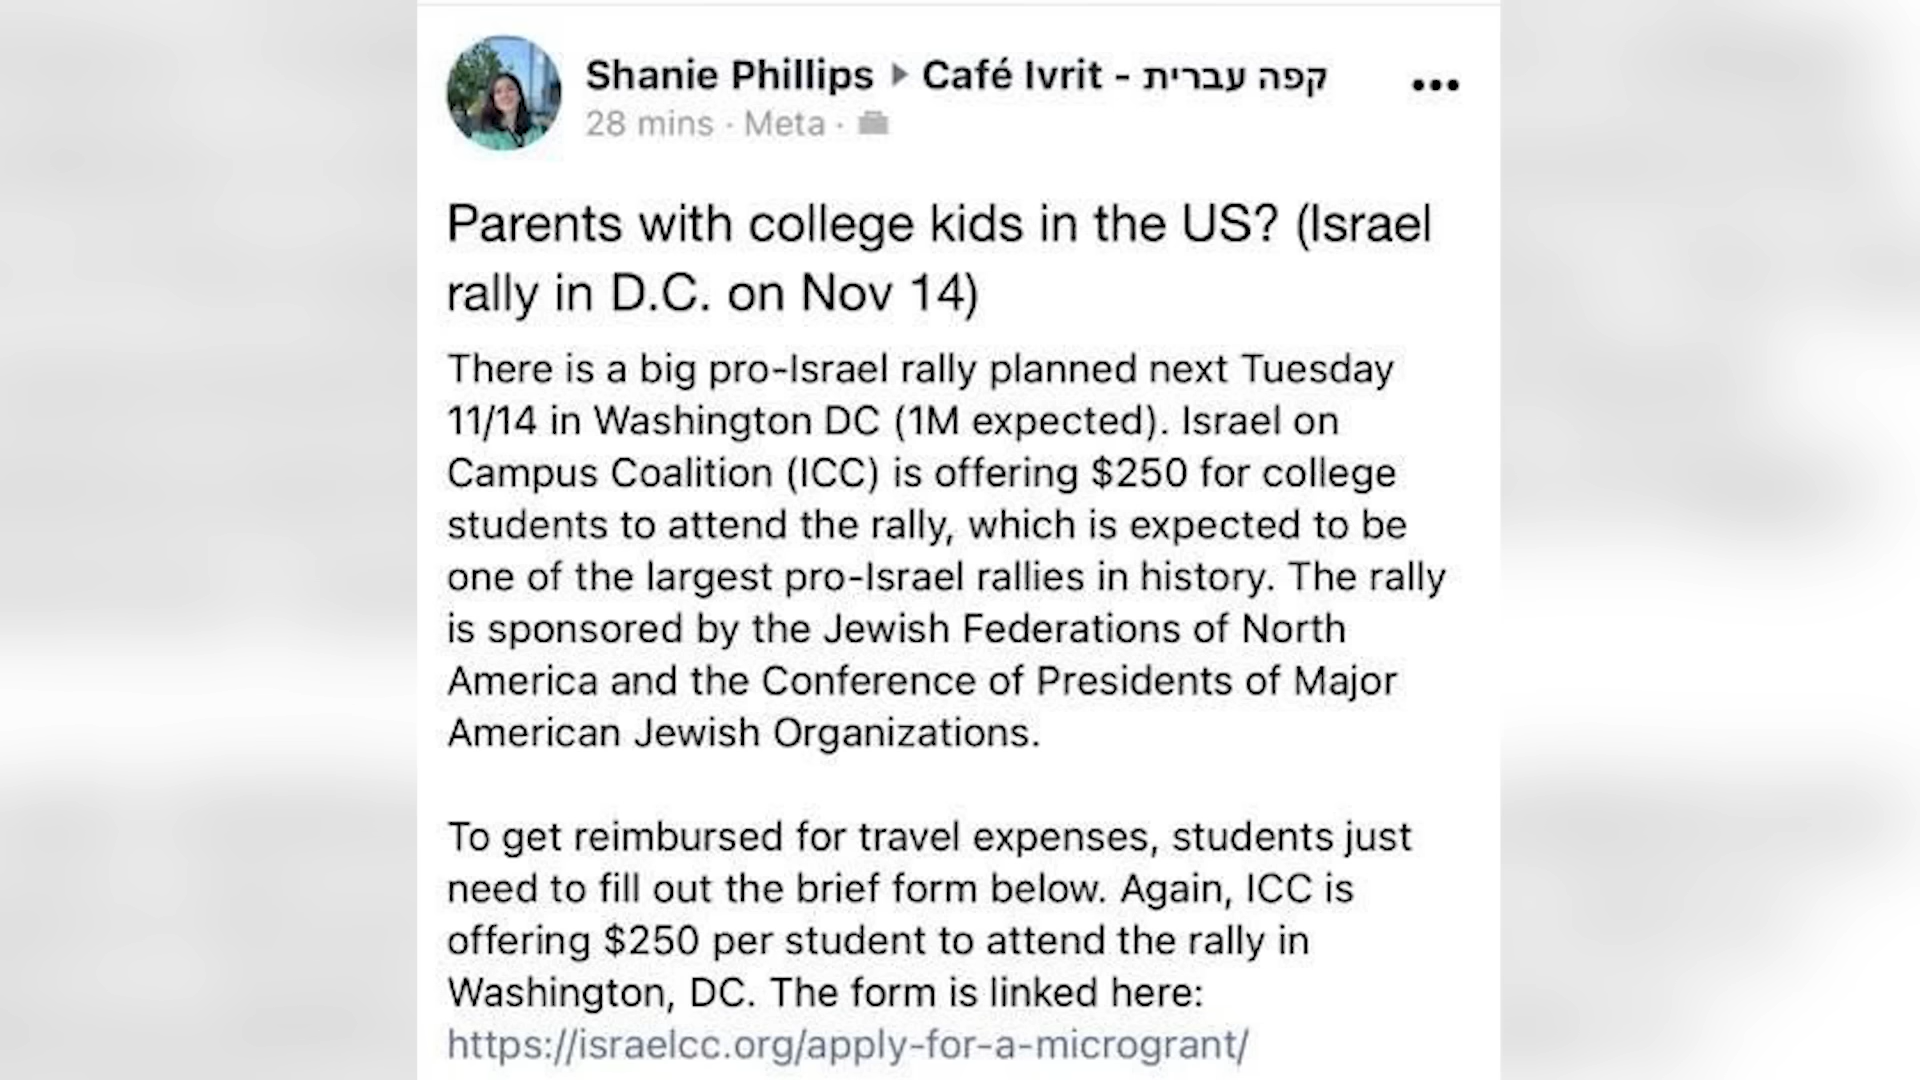 Shanie Phillips ▸ Café Ivrit - קפה עברית
28 mins · Meta ·
Parents with college kids in the US? (Israel
rally in D.C. on Nov 14)
There is a big pro-Israel rally planned next Tuesday
11/14 in Washington DC (1M expected). Israel on
Campus Coalition (ICC) is offering $250 for college
students to attend the rally, which is expected to be
one of the largest pro-Israel rallies in history. The rally
is sponsored by the Jewish Federations of North
America and the Conference of Presidents of Major
American Jewish Organizations.
To get reimbursed for travel expenses, students just
need to fill out the brief form below. Again, ICC is
offering $250 per student to attend the rally in
Washington, DC. The form is linked here:
https://israelcc.org/apply-for-a-microgrant/